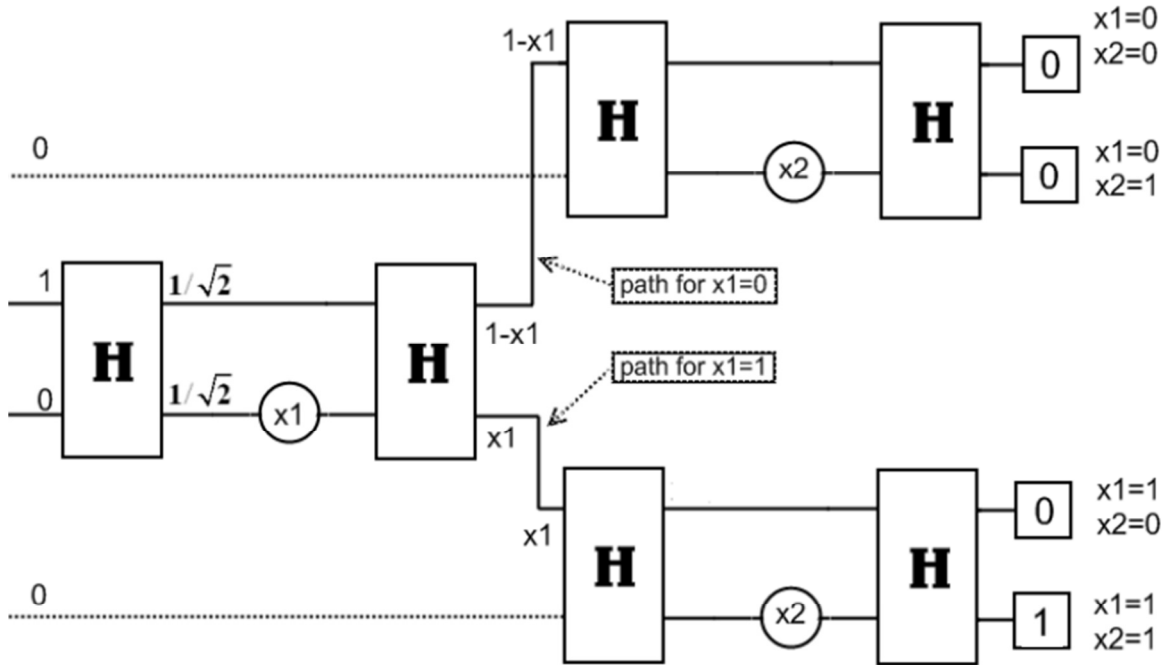 x1=0
1-x1
x2=0
H
H
0
0
x1=0
x2
0
x2=1
1
1/√2
path for x1=0
1-x1
H
H
path for x1=1
0
1/√2
x1
x1
x1=1
0
x2=0
x1
H
H
0
x2
1
x1=1
x2=1